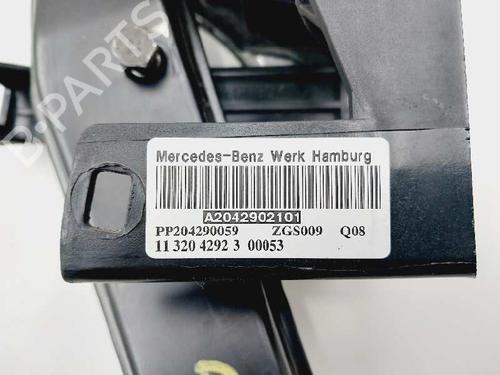 B-PARTS
Mercedes-Benz Werk Hamburg
A2042902101
PP204290059 ZGS009 Q08
11 320 4292 3 00053